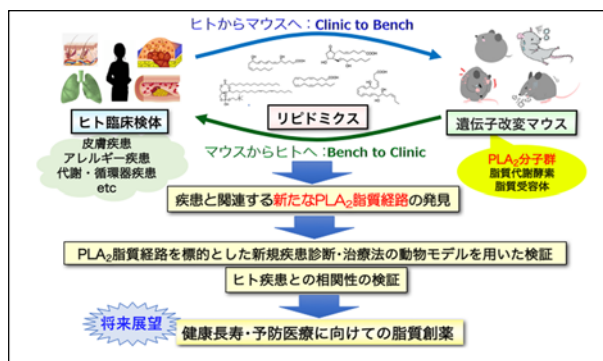 ヒトからマウスへ：Clinic to Bench
ヒト臨床検体
リピドミクス
遺伝子改変マウス
皮膚疾患
アレルギー疾患
代謝・循環器疾患
etc
マウスからヒトへ：Bench to Clinic
PLA₂分子群
脂質代謝酵素
脂質受容体
疾患と関連する新たなPLA₂脂質経路の発見
PLA₂脂質経路を標的とした新規疾患診断・治療法の動物モデルを用いた検証
ヒト疾患との相関性の検証
将来展望
健康長寿・予防医療に向けての脂質創薬